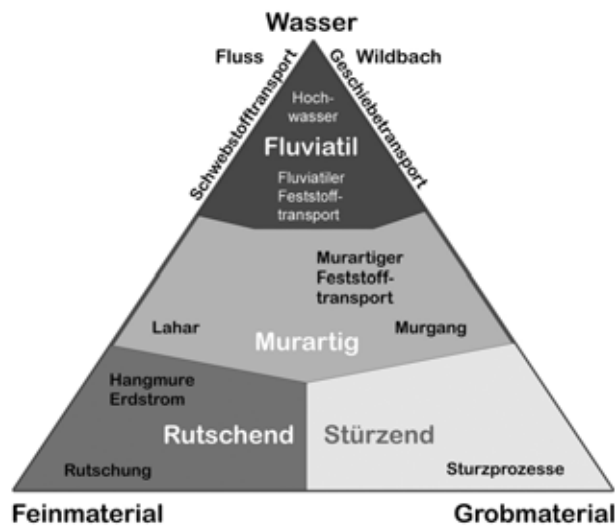 Wasser
Fluss
Wildbach
Schwebstofftransport
Geschiebetransport
Hoch-
wasser
Fluviatil
Fluviatiler
Feststoff-
transport
Murartiger
Feststoff-
transport
Lahar
Murgang
Murartig
Hangmure
Erdstrom
Rutschend
Stürzend
Rutschung
Sturzprozesse
Feinmaterial
Grobmaterial